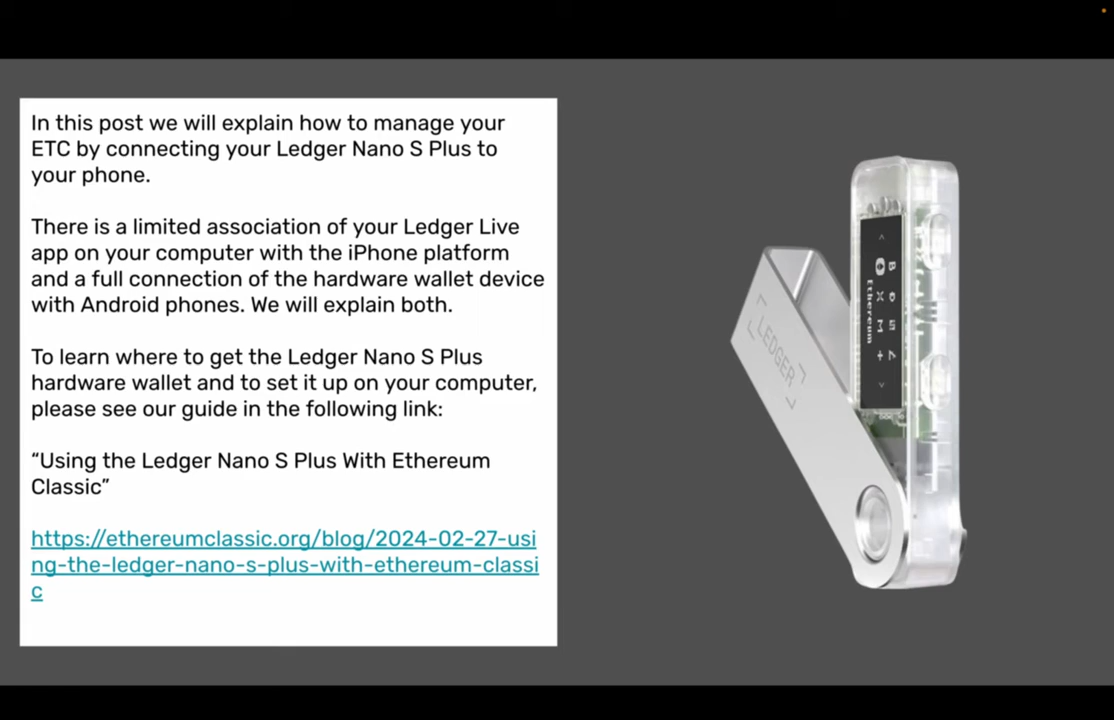 In this post we will explain how to manage your
ETC by connecting your Ledger Nano S Plus to
your phone.
There is a limited association of your Ledger Live
app on your computer with the iPhone platform
and a full connection of the hardware wallet device
with Android phones. We will explain both.
To learn where to get the Ledger Nano S Plus
hardware wallet and to set it up on your computer,
please see our guide in the following link:
“Using the Ledger Nano S Plus With Ethereum
Classic”
https://ethereumclassic.org/blog/2024-02-27-usi
ng-the-ledger-nano-s-plus-with-ethereum-classi
c
LEDGER
Ethereum